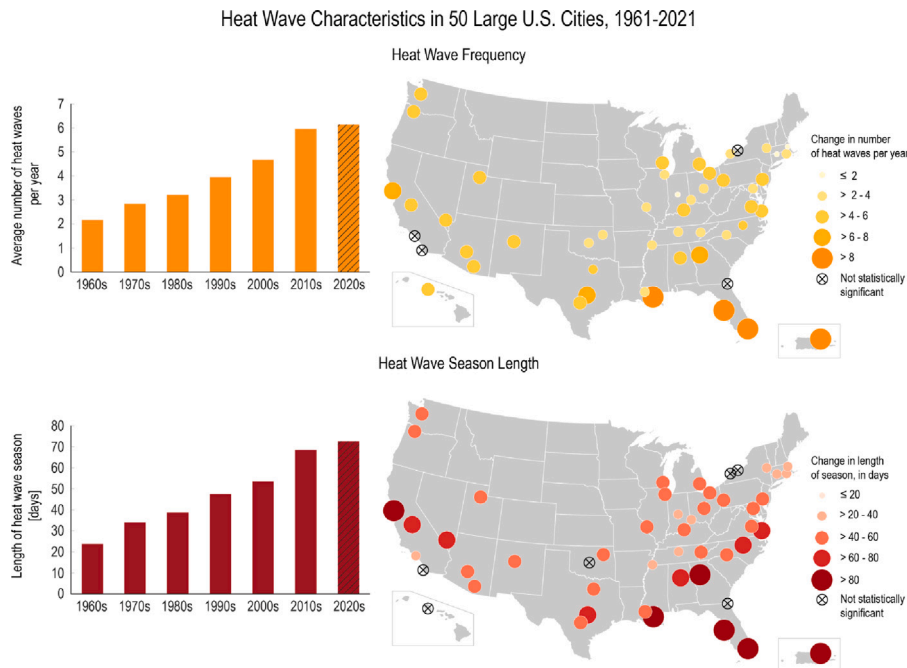 Heat Wave Characteristics in 50 Large U.S. Cities, 1961-2021
Heat Wave Frequency
Average number of heat waves
per year
7
6
5
4
3
2
1
0
1960s 1970s 1980s 1990s 2000s 2010s 2020s
Change in number
of heat waves per year
≤ 2
> 2 - 4
> 4 - 6
> 6 - 8
> 8
Not statistically
significant
Heat Wave Season Length
Length of heat wave season
[days]
80
70
60
50
40
30
20
10
0
1960s 1970s 1980s 1990s 2000s 2010s 2020s
Change in length
of season, in days
≤ 20
> 20 - 40
> 40 - 60
> 60 - 80
> 80
Not statistically
significant